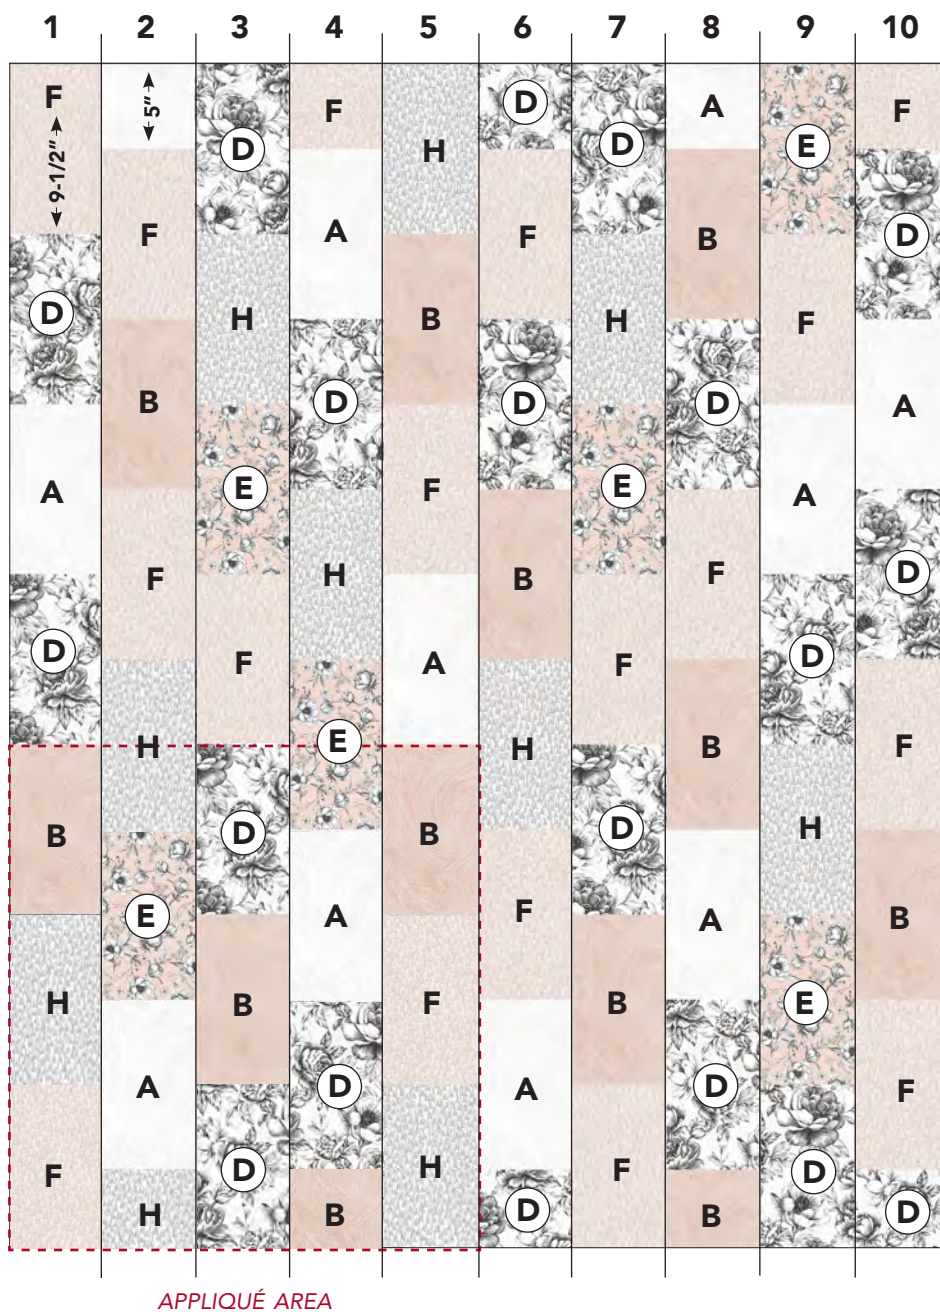 1 2 3 4 5 6 7 8 9 10
F 5" D F H D D A E F
9-1/2" F A F B D
D H B H F
B D D D A
A E F A
H B E D
F F
D F A D
H E B H B F
B D B D H
E A F A B
H B F B E
A D A D F
F D H F D
H B D B D
APPLIQUÉ AREA